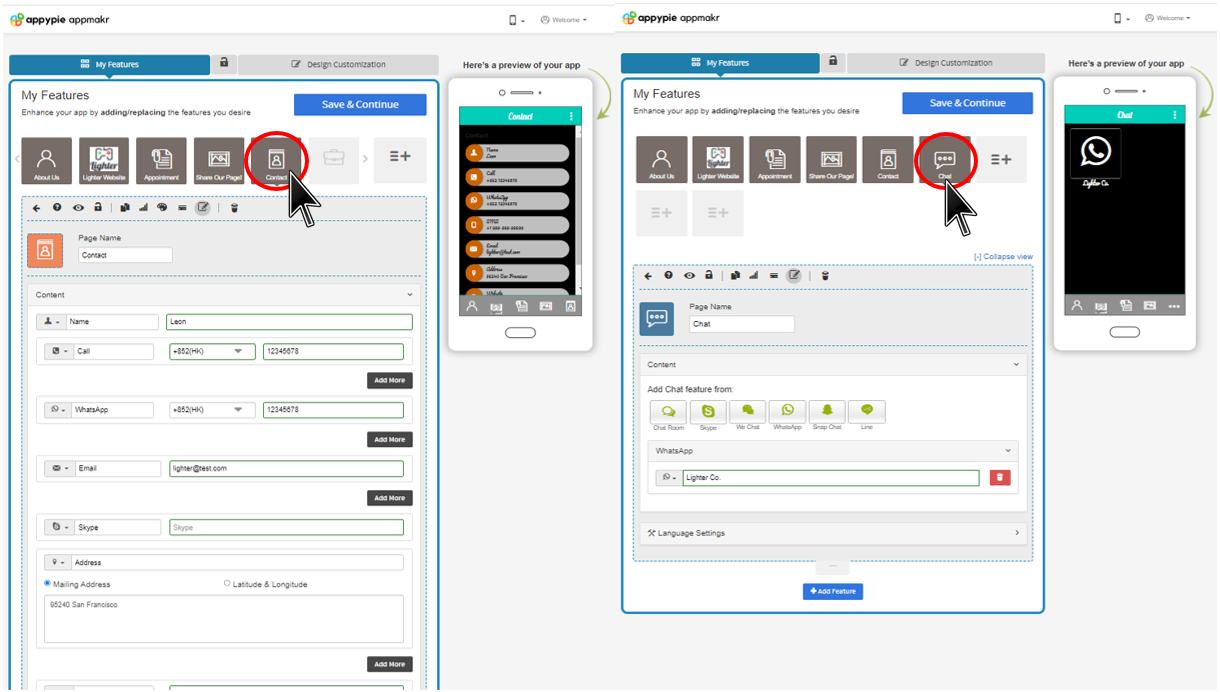 appypie appmakr
Welcome
My Features
Design Customization
Here's a preview of your app
My Features
Enhance your app by adding/replacing the features you desire
Save & Continue
About Us
Lighter
Lighter Website
Appointment
Share Our Page!
Contact
Page Name
Contact
Content
Name
Leon
Call
+852(HK)
12345678
Add More
WhatsApp
+852(HK)
12345678
Add More
Email
lighter@test.com
Add More
Skype
Skype
Address
Mailing Address
Latitude & Longitude
95240 San Francisco
Add More
Contact
Contact
Name
Leon
Call
+852 12345678
WhatsApp
+852 12345678
Email
lighter@test.com
Address
95240 San Francisco
Website
appypie appmakr
Welcome
My Features
Design Customization
Here's a preview of your app
My Features
Enhance your app by adding/replacing the features you desire
Save & Continue
About Us
Lighter
Lighter Website
Appointment
Share Our Page!
Contact
Chat
[-] Collapse view
Page Name
Chat
Content
Add Chat feature from:
Chat Room
Skype
We Chat
WhatsApp
Snap Chat
Line
WhatsApp
Lighter Co.
Language Settings
Add Feature
Chat
Lighter Co.